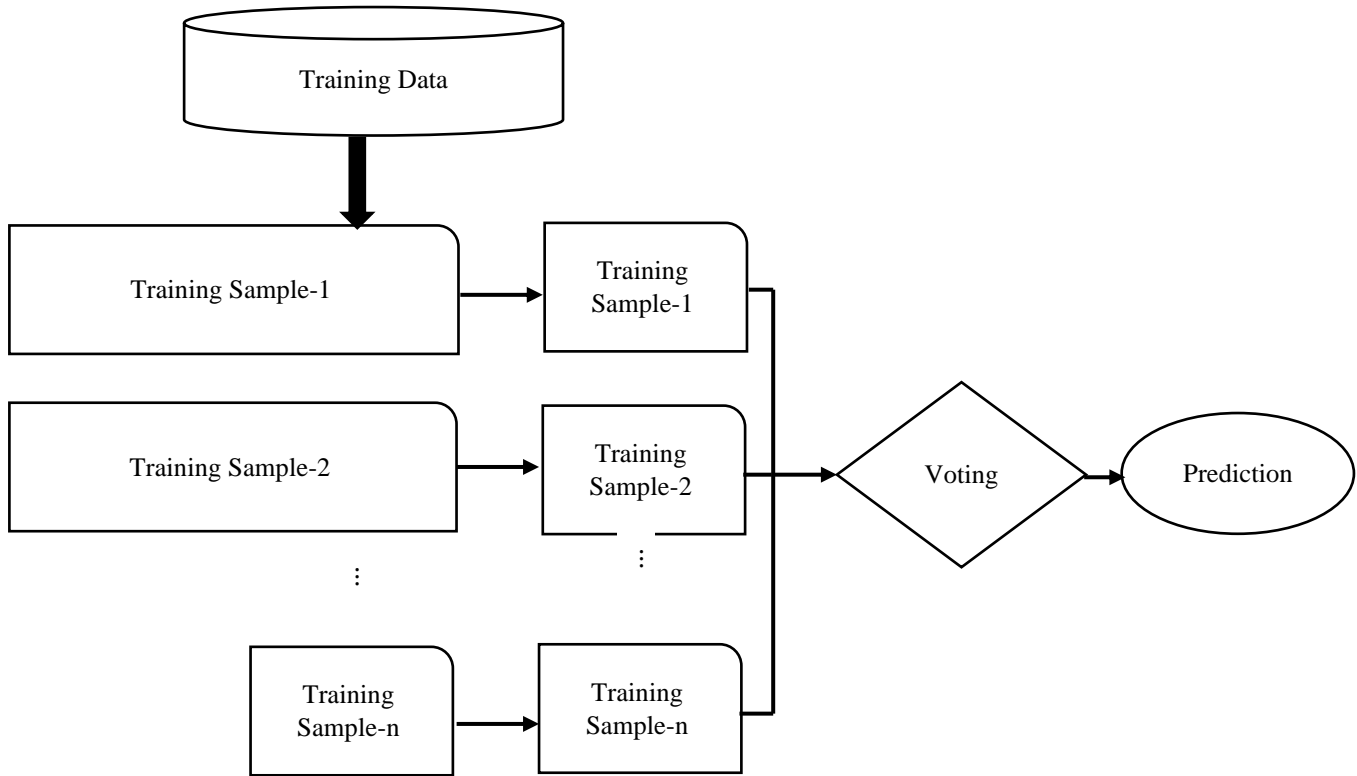 Training Data
Training Sample-1
Training
Sample-1
Training Sample-2
Training
Sample-2
Voting
Prediction
...
...
Training
Sample-n
Training
Sample-n